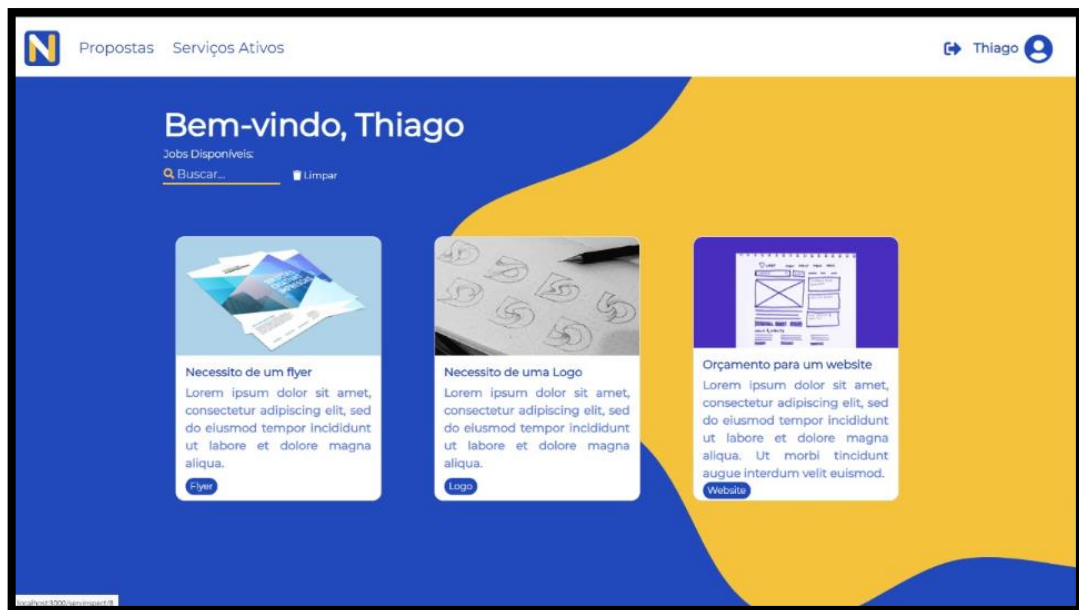 N
Propostas Serviços Ativos
Thiago
Bem-vindo, Thiago
Jobs Disponíveis:
Buscar...
Limpar
Necessito de um flyer
Lorem ipsum dolor sit amet,
consectetur adipiscing elit, sed
do eiusmod tempor incididunt
ut labore et dolore magna
aliqua.
Flyer
Necessito de uma Logo
Lorem ipsum dolor sit amet,
consectetur adipiscing elit, sed
do eiusmod tempor incididunt
ut labore et dolore magna
aliqua.
Logo
Orçamento para um website
Lorem ipsum dolor sit amet,
consectetur adipiscing elit, sed
do eiusmod tempor incididunt
ut labore et dolore magna
aliqua. Ut morbi tincidunt
augue interdum velit euismod.
Website